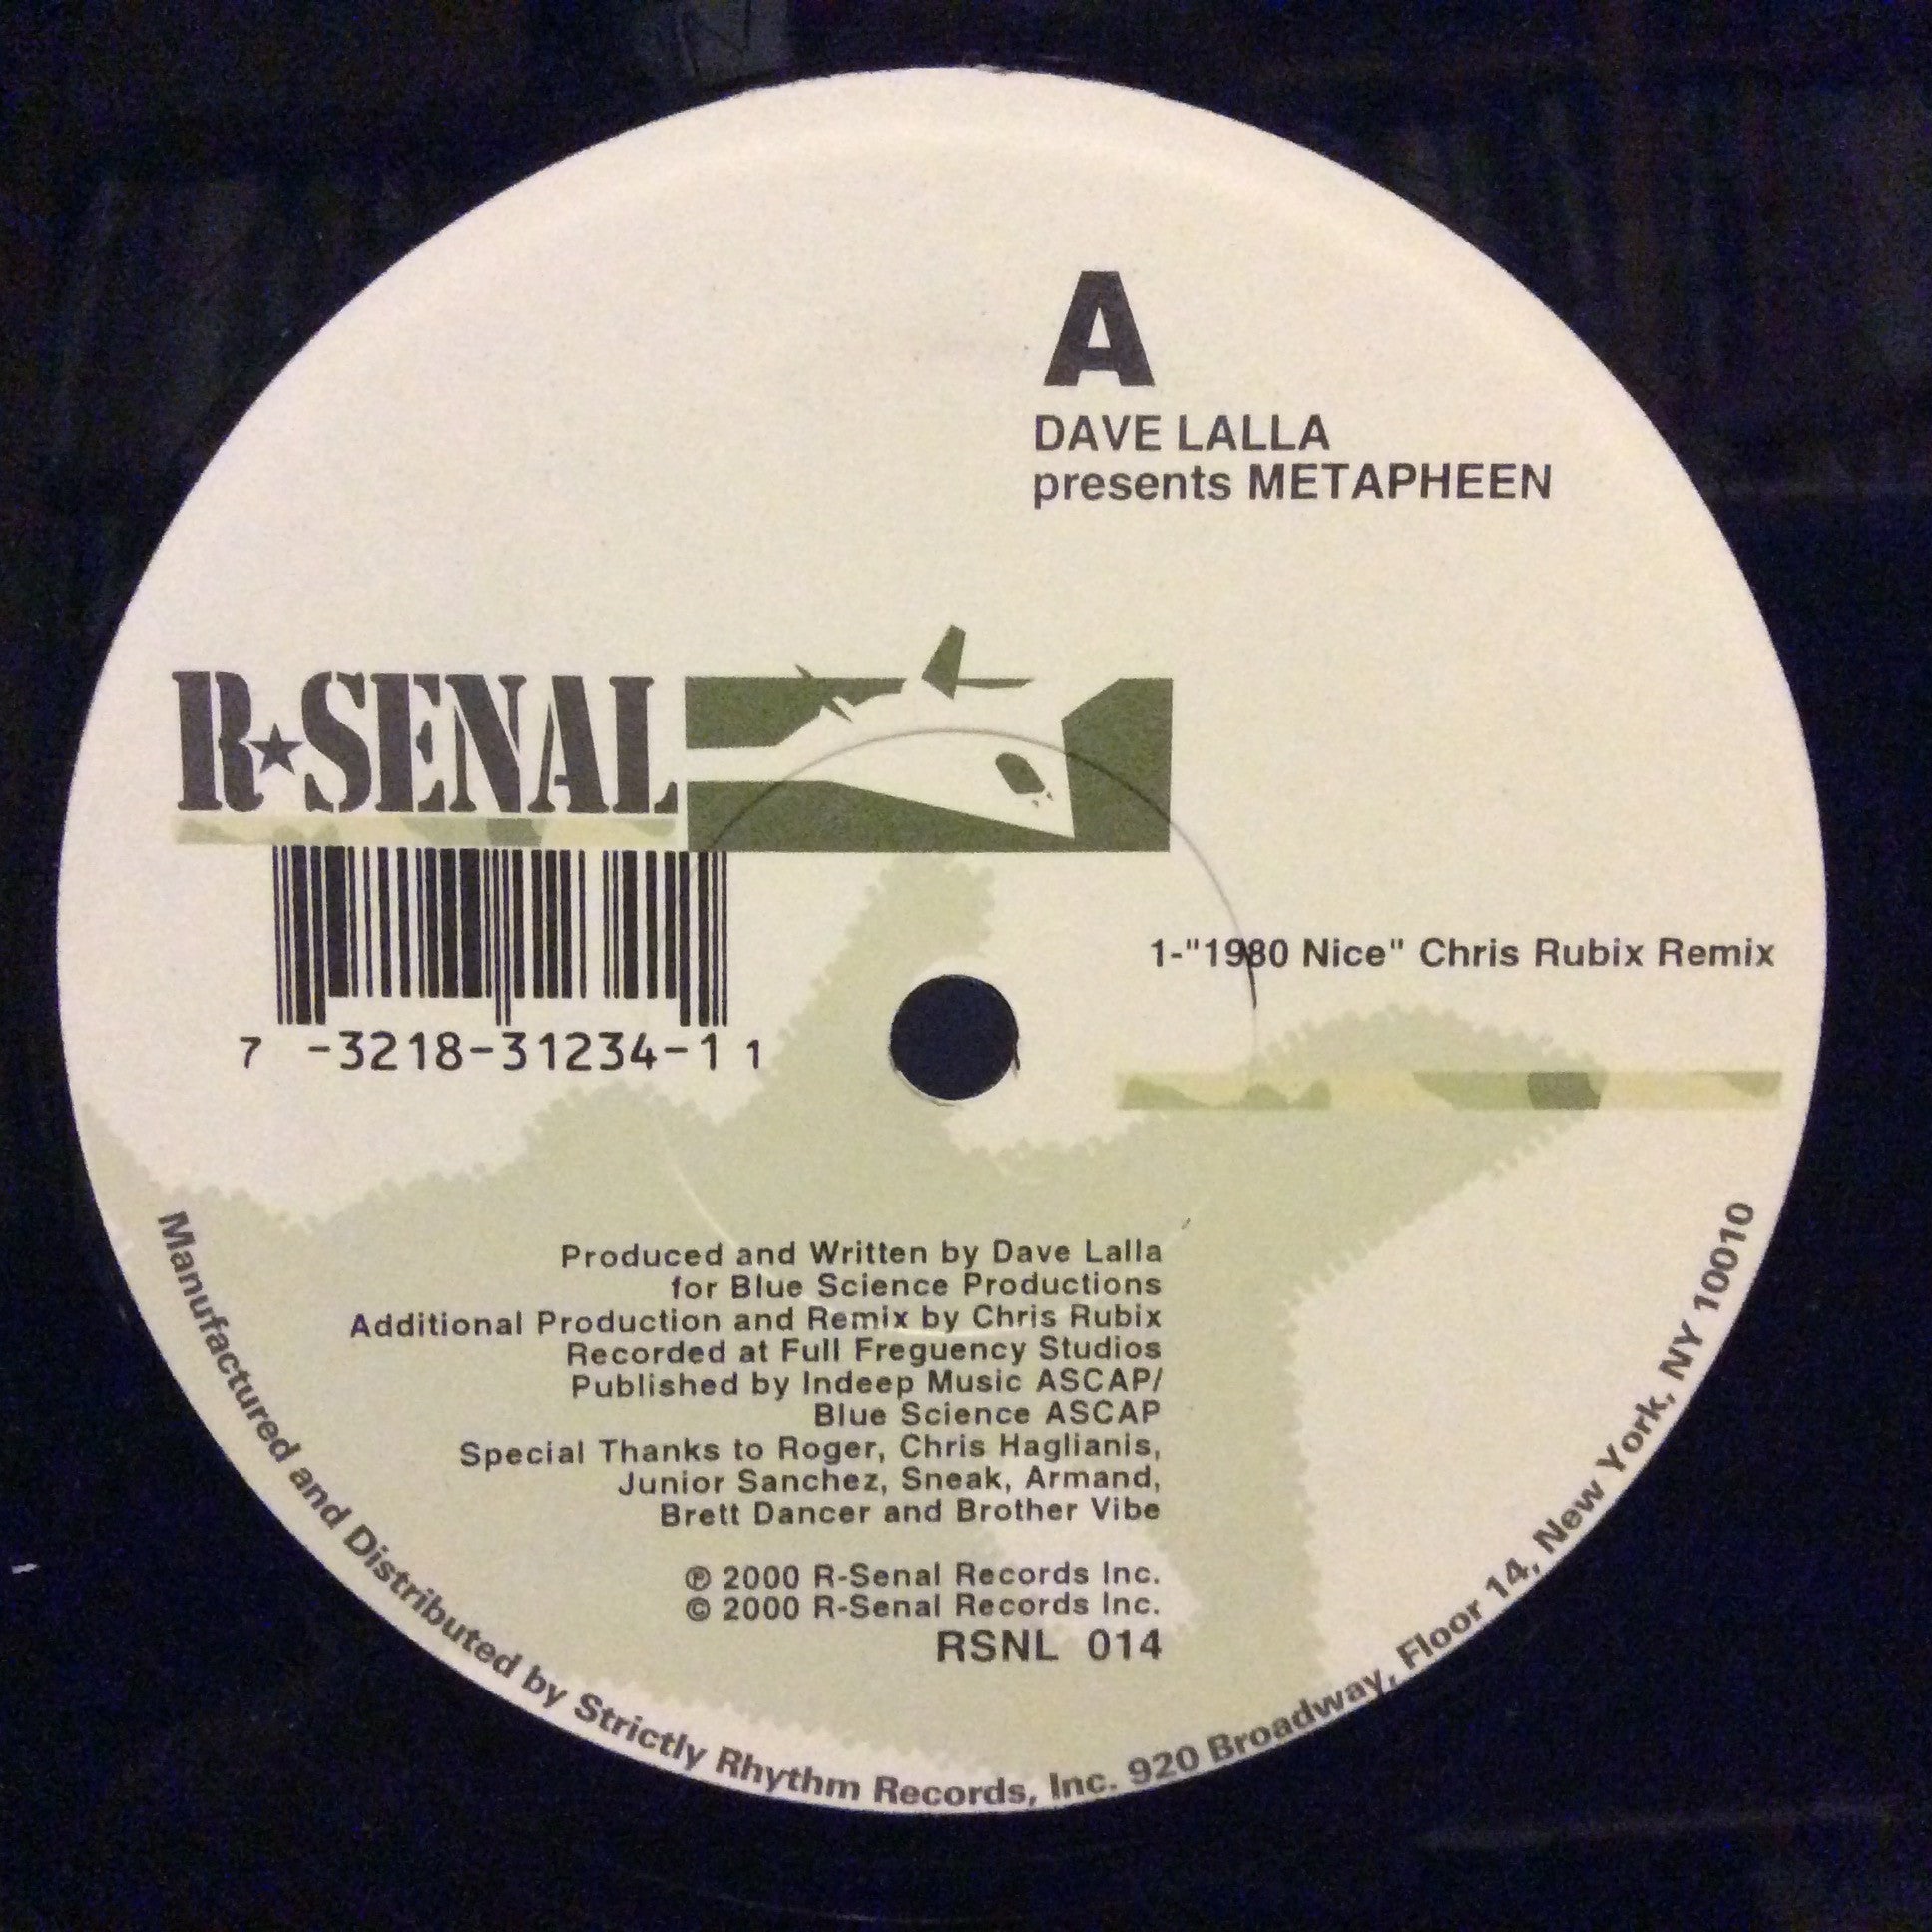 A
DAVE LALLA
presents METAPHEEN
R★SENAL
7 -3218-31234-1 1
1-"1980 Nice" Chris Rubix Remix
Produced and Written by Dave Lalla
for Blue Science Productions
Additional Production and Remix by Chris Rubix
Recorded at Full Freguency Studios
Published by Indeep Music ASCAP/
Blue Science ASCAP
Special Thanks to Roger, Chris Haglianis,
Junior Sanchez, Sneak, Armand,
Brett Dancer and Brother Vibe
℗ 2000 R-Senal Records Inc.
© 2000 R-Senal Records Inc.
RSNL 014
Manufactured and Distributed by Strictly Rhythm Records, Inc. 920 Broadway, Floor 14, New York, NY 10010